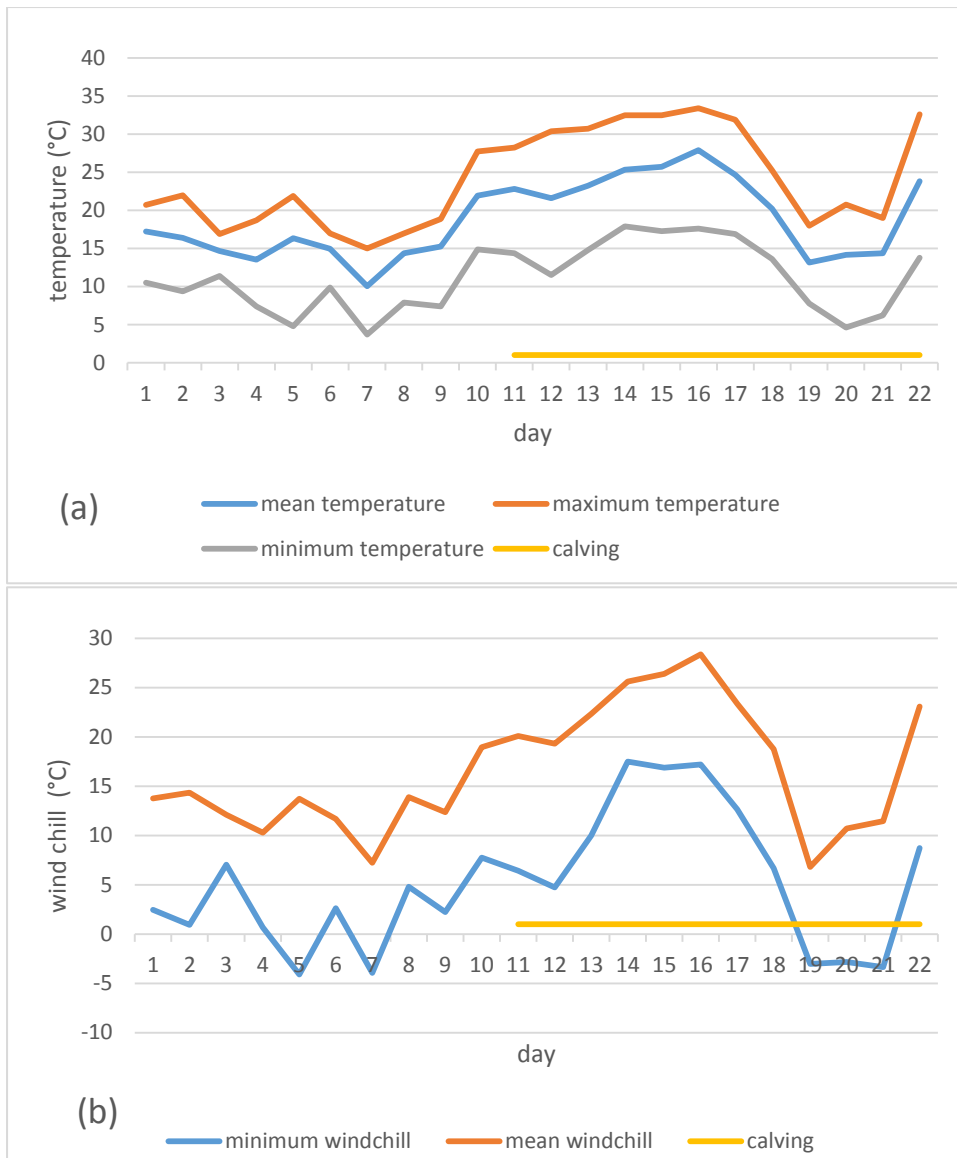 40
35
30
25
20
15
10
5
0
temperature (°C)
1 2 3 4 5 6 7 8 9 10 11 12 13 14 15 16 17 18 19 20 21 22
day
(a)
mean temperature maximum temperature
minimum temperature calving
30
25
20
15
10
5
0
-5
-10
wind chill (°C)
1 2 3 4 5 6 7 8 9 10 11 12 13 14 15 16 17 18 19 20 21 22
day
(b)
minimum windchill mean windchill calving